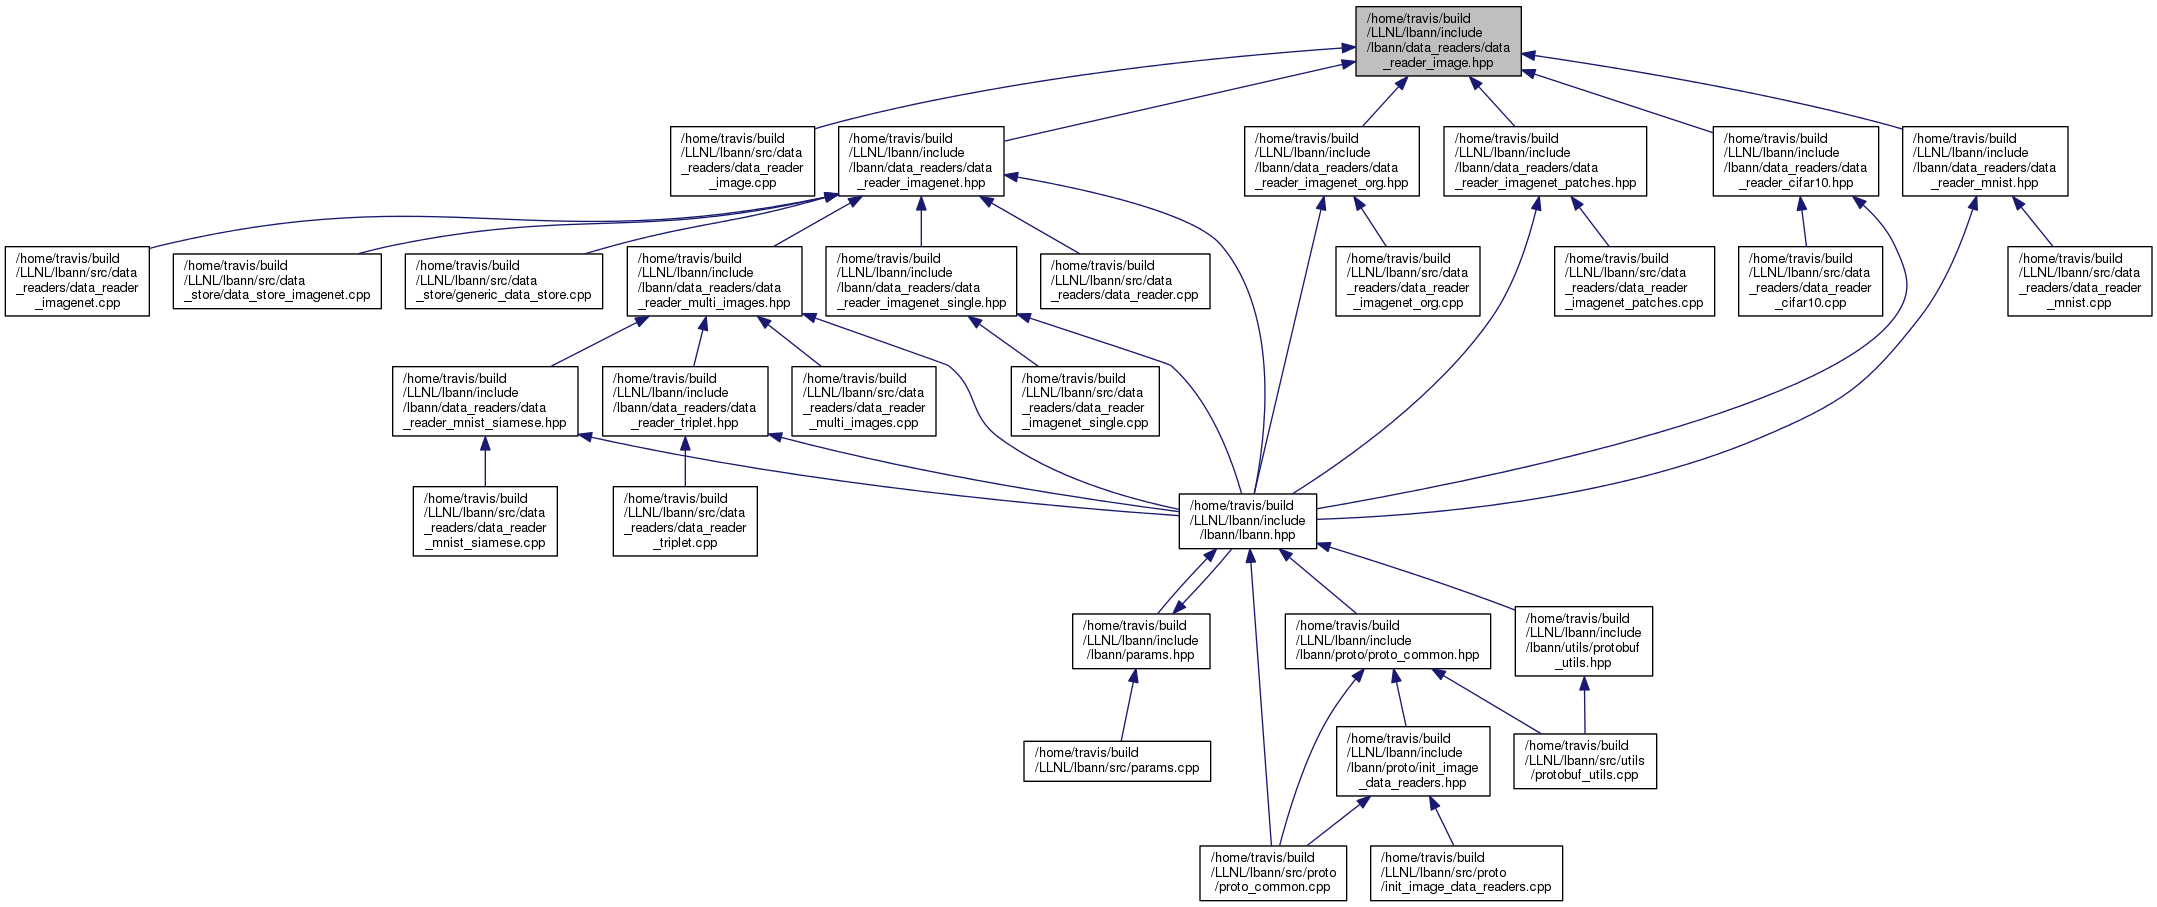 /home/travis/build
/LLNL/lbann/include
/lbann/data_readers/data
_reader_image.hpp
/home/travis/build
/LLNL/lbann/src/data
_readers/data_reader
_image.cpp
/home/travis/build
/LLNL/lbann/include
/lbann/data_readers/data
_reader_imagenet.hpp
/home/travis/build
/LLNL/lbann/include
/lbann/data_readers/data
_reader_imagenet_org.hpp
/home/travis/build
/LLNL/lbann/include
/lbann/data_readers/data
_reader_imagenet_patches.hpp
/home/travis/build
/LLNL/lbann/include
/lbann/data_readers/data
_reader_cifar10.hpp
/home/travis/build
/LLNL/lbann/include
/lbann/data_readers/data
_reader_mnist.hpp
/home/travis/build
/LLNL/lbann/src/data
_readers/data_reader
_imagenet.cpp
/home/travis/build
/LLNL/lbann/src/data
_store/data_store_imagenet.cpp
/home/travis/build
/LLNL/lbann/src/data
_store/generic_data_store.cpp
/home/travis/build
/LLNL/lbann/include
/lbann/data_readers/data
_reader_multi_images.hpp
/home/travis/build
/LLNL/lbann/include
/lbann/data_readers/data
_reader_imagenet_single.hpp
/home/travis/build
/LLNL/lbann/src/data
_readers/data_reader.cpp
/home/travis/build
/LLNL/lbann/src/data
_readers/data_reader
_imagenet_org.cpp
/home/travis/build
/LLNL/lbann/src/data
_readers/data_reader
_imagenet_patches.cpp
/home/travis/build
/LLNL/lbann/src/data
_readers/data_reader
_cifar10.cpp
/home/travis/build
/LLNL/lbann/src/data
_readers/data_reader
_mnist.cpp
/home/travis/build
/LLNL/lbann/include
/lbann/data_readers/data
_reader_mnist_siamese.hpp
/home/travis/build
/LLNL/lbann/include
/lbann/data_readers/data
_reader_triplet.hpp
/home/travis/build
/LLNL/lbann/src/data
_readers/data_reader
_multi_images.cpp
/home/travis/build
/LLNL/lbann/src/data
_readers/data_reader
_imagenet_single.cpp
/home/travis/build
/LLNL/lbann/src/data
_readers/data_reader
_mnist_siamese.cpp
/home/travis/build
/LLNL/lbann/src/data
_readers/data_reader
_triplet.cpp
/home/travis/build
/LLNL/lbann/include
/lbann/lbann.hpp
/home/travis/build
/LLNL/lbann/include
/lbann/params.hpp
/home/travis/build
/LLNL/lbann/include
/lbann/proto/proto_common.hpp
/home/travis/build
/LLNL/lbann/include
/lbann/utils/protobuf
_utils.hpp
/home/travis/build
/LLNL/lbann/src/params.cpp
/home/travis/build
/LLNL/lbann/include
/lbann/proto/init_image
_data_readers.hpp
/home/travis/build
/LLNL/lbann/src/utils
/protobuf_utils.cpp
/home/travis/build
/LLNL/lbann/src/proto
/proto_common.cpp
/home/travis/build
/LLNL/lbann/src/proto
/init_image_data_readers.cpp